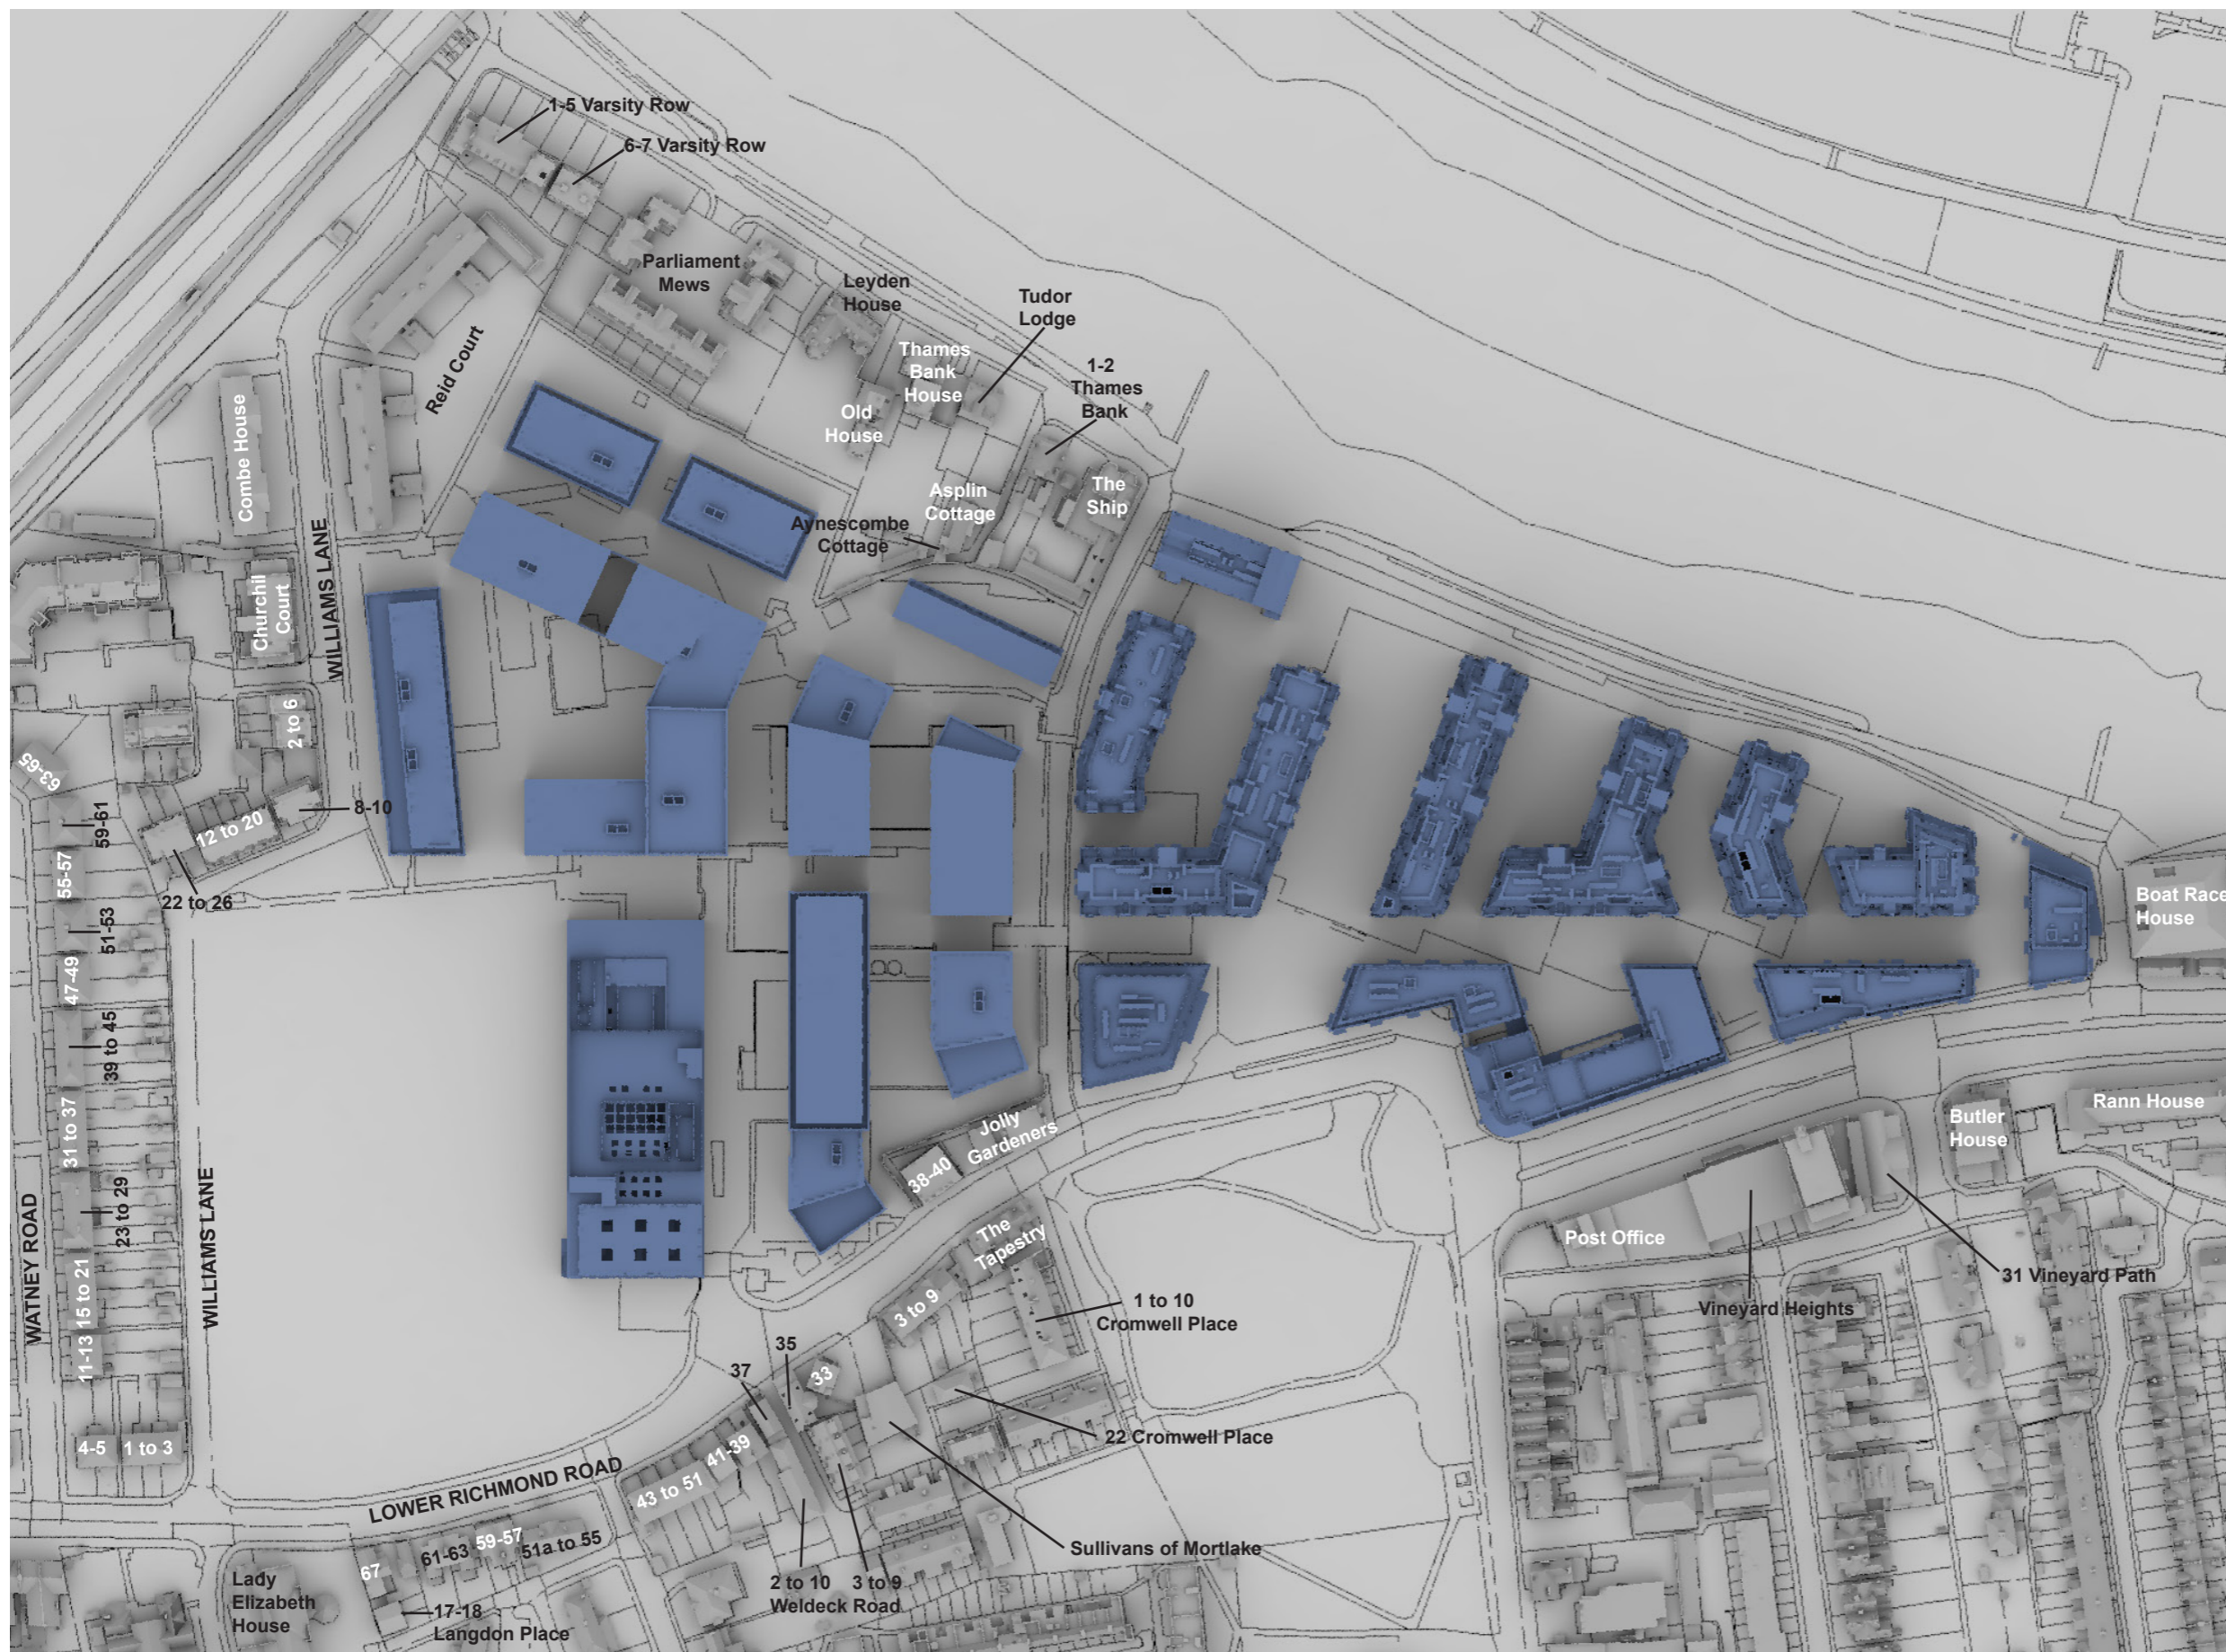 1-5 Varsity Row
6-7 Varsity Row
Parliament
Mews
Leyden
House
Tudor
Lodge
Thames
Bank
House
1-2
Thames
Bank
Reid Court
Combe House
Old
House
Asplin
Cottage
The
Ship
Aynescombe
Cottage
WILLIAMS LANE
Churchil
Court
2 to 6
63-65
59-61
8-10
12 to 20
55-57
22 to 26
51-53
Boat Race
House
47-49
39 to 45
31 to 37
Jolly
Gardeners
38-40
Butler
House
Rann House
23 to 29
WATNEY ROAD
WILLIAMS LANE
15 to 21
11-13
The
Tapestry
Post Office
31 Vineyard Path
Vineyard Heights
3 to 9
1 to 10
Cromwell Place
35
37
33
4-5
1 to 3
41-39
43 to 51
22 Cromwell Place
LOWER RICHMOND ROAD
Sullivans of Mortlake
67
61-63
59-57
51a to 55
2 to 10
3 to 9
Weldeck Road
Lady
Elizabeth
House
17-18
Langdon Place